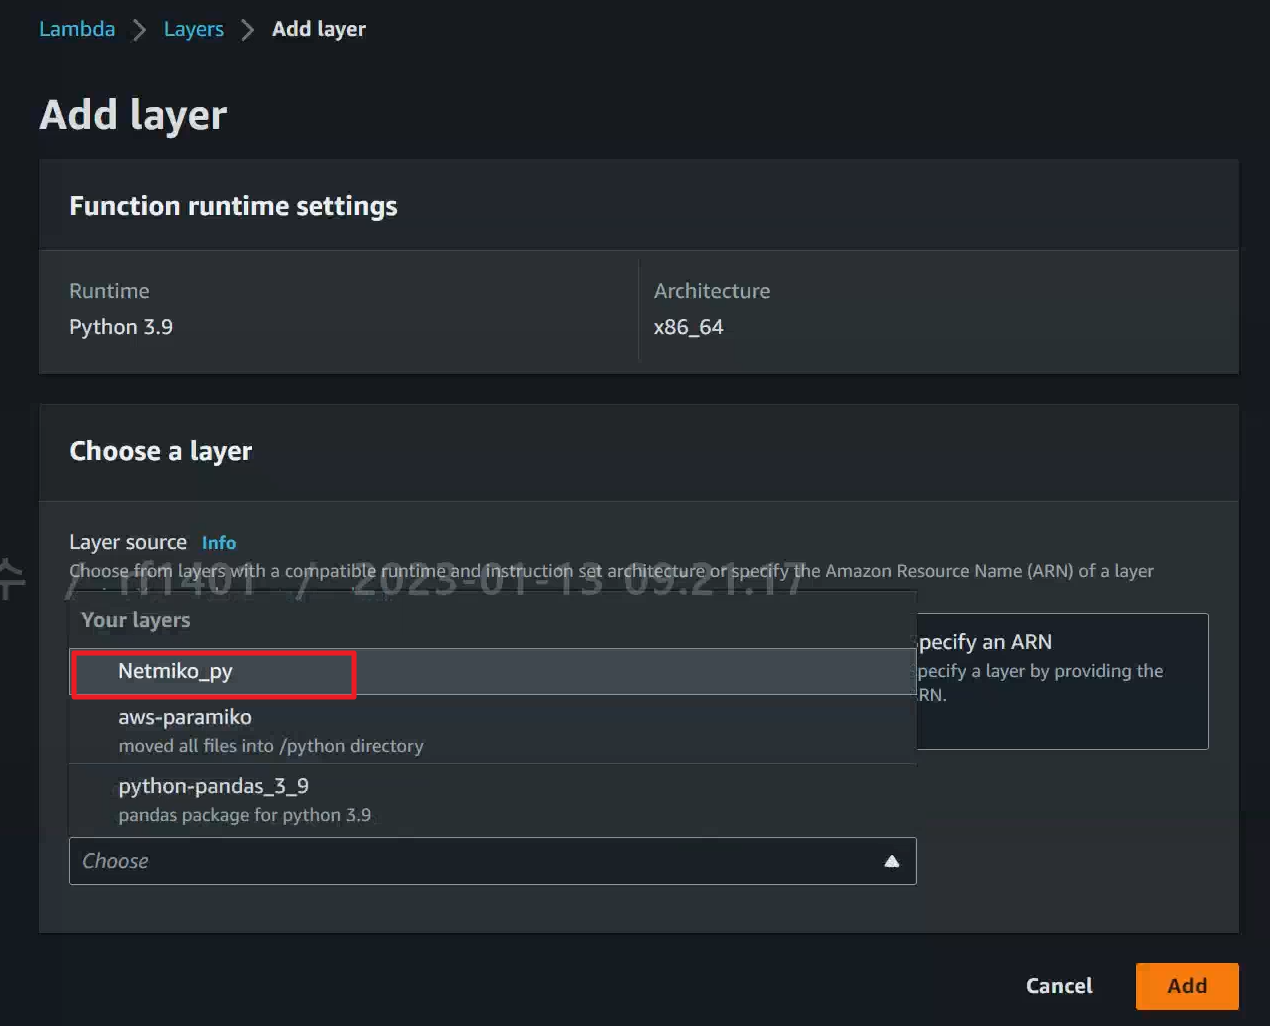 Lambda > Layers > Add layer
Add layer
Function runtime settings
Runtime
Python 3.9
Architecture
x86_64
Choose a layer
Layer source Info
Choose from layers with a compatible runtime and instruction set architecture or specify the Amazon Resource Name (ARN) of a layer
수 / rf1401 / 2023-01-13 09:21:17
Your layers
Netmiko_py
aws-paramiko
moved all files into /python directory
python-pandas_3_9
pandas package for python 3.9
Choose
pecify an ARN
pecify a layer by providing the
RN.
Cancel
Add